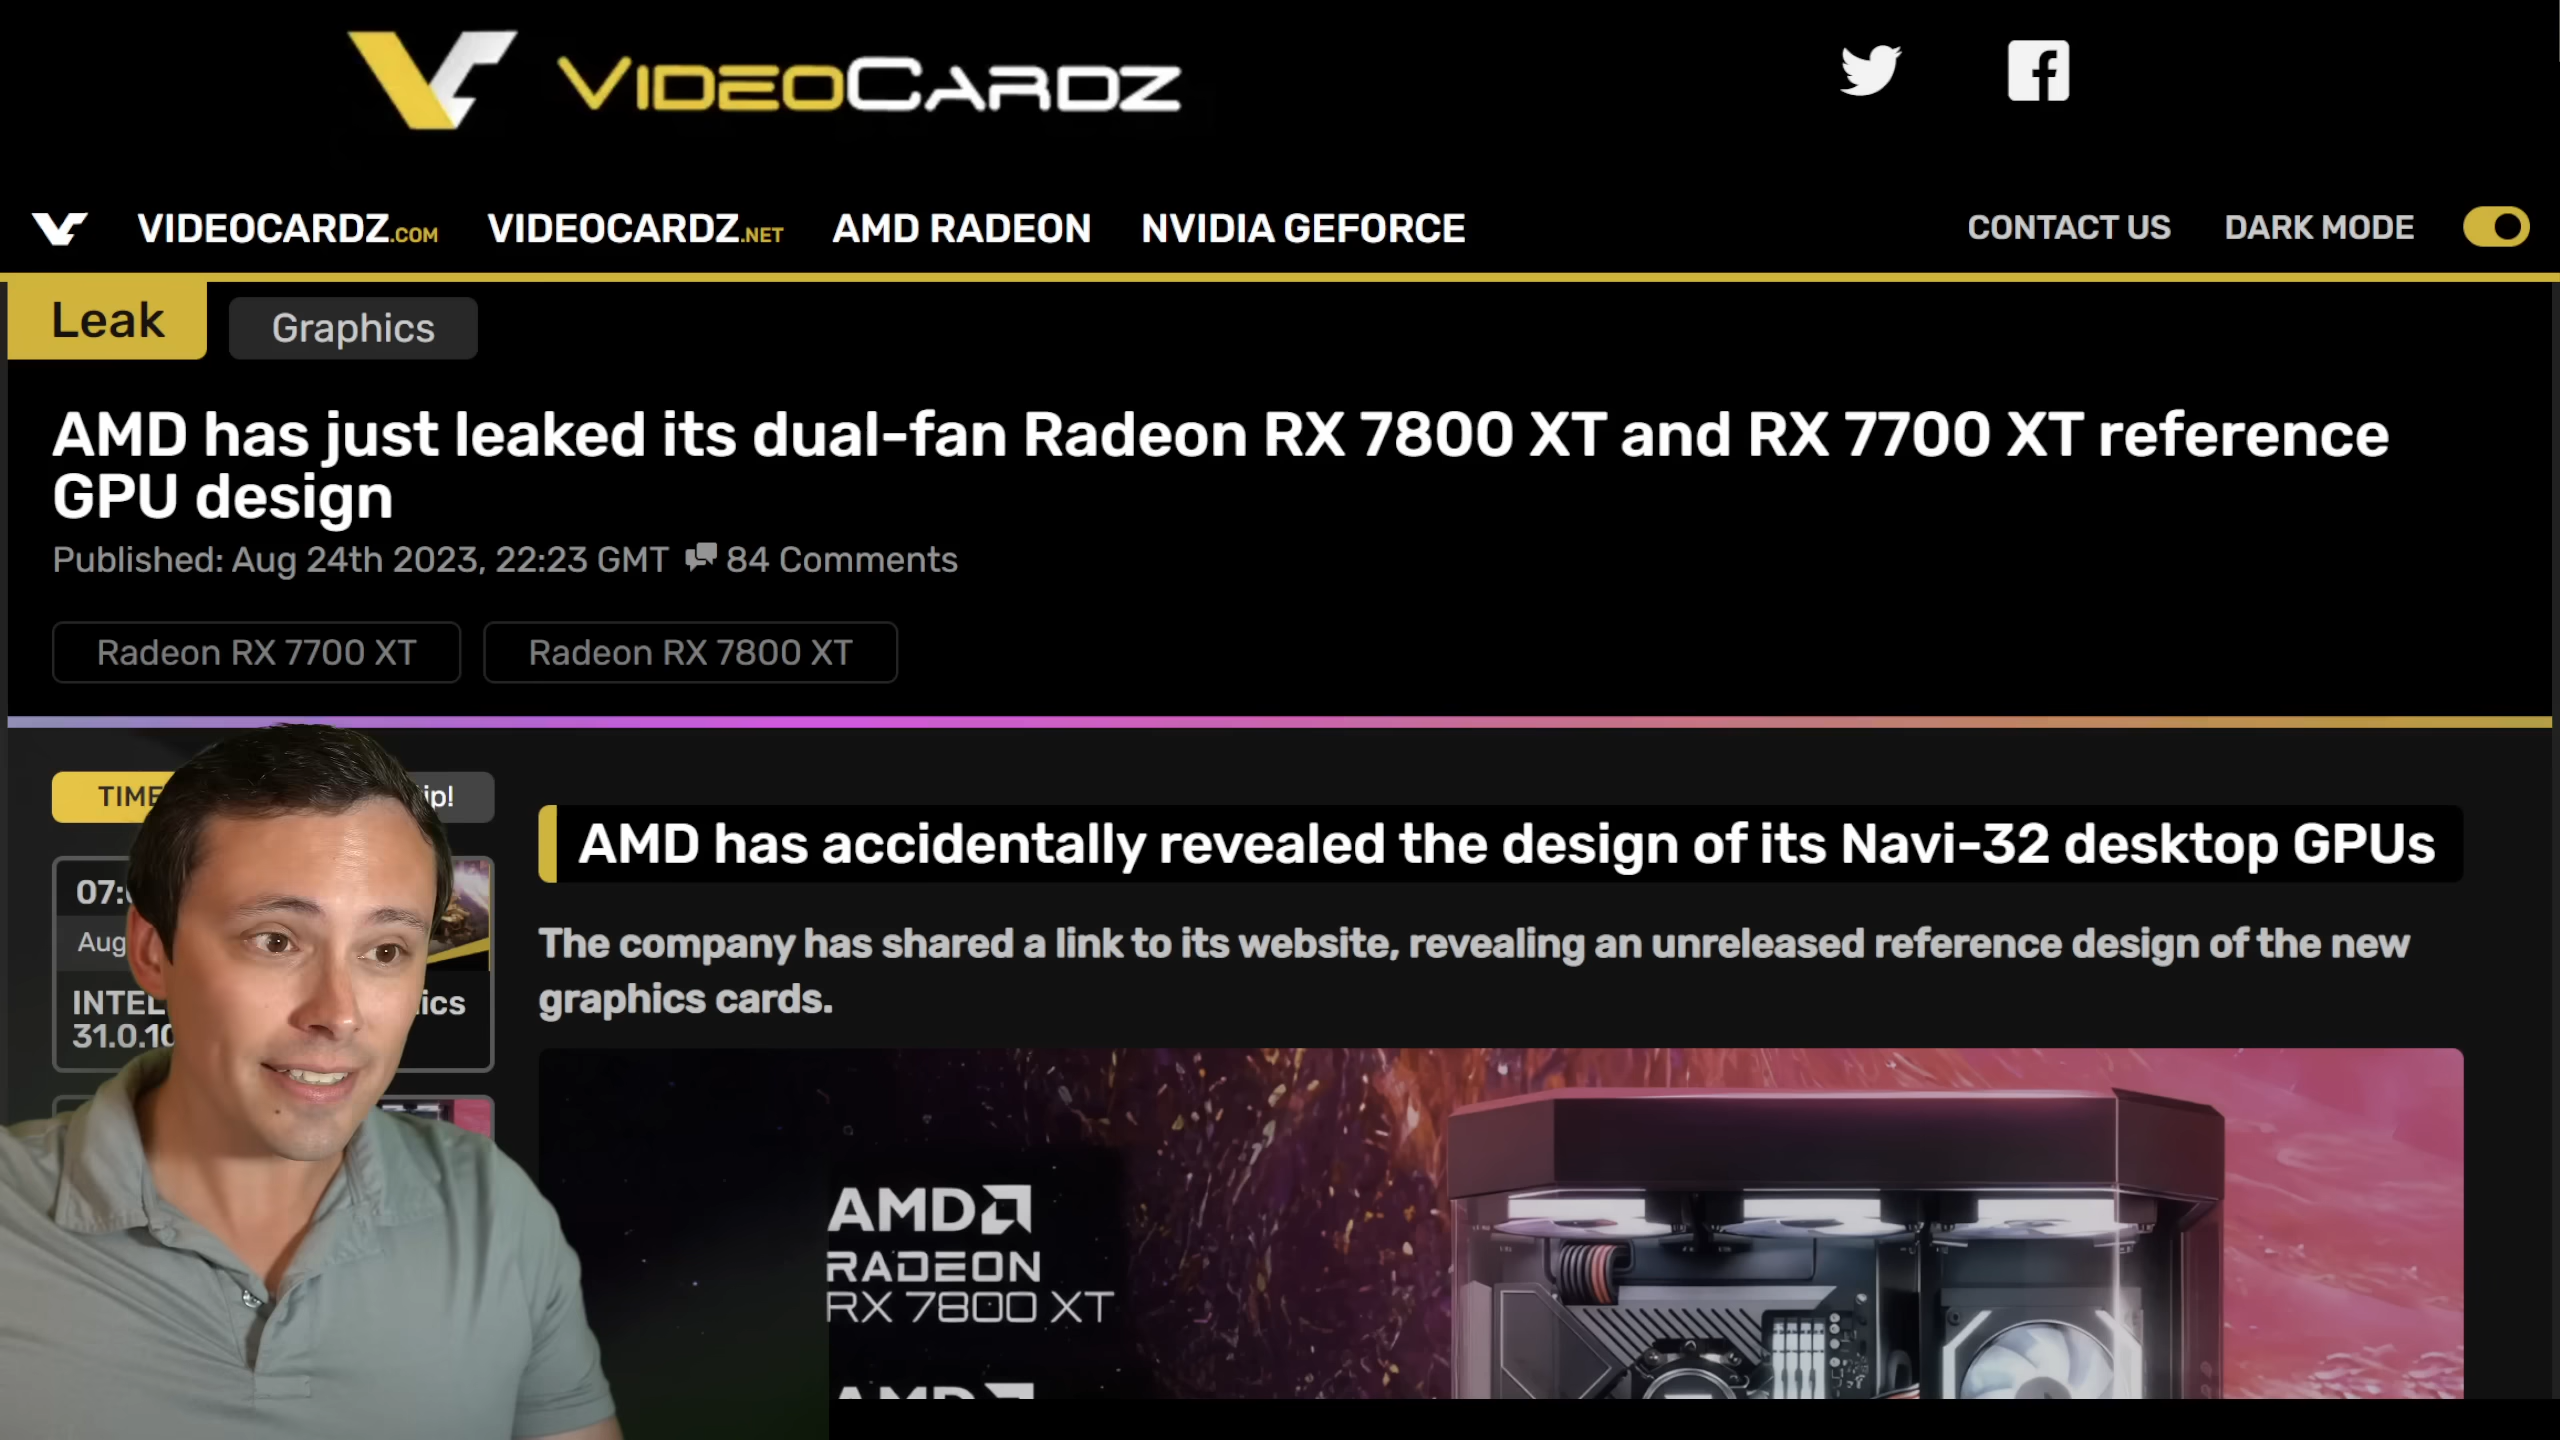 VIDEOCARDZ
VIDEOCARDZ.COM VIDEOCARDZ.NET AMD RADEON NVIDIA GEFORCE CONTACT US DARK MODE
Leak Graphics
AMD has just leaked its dual-fan Radeon RX 7800 XT and RX 7700 XT reference
GPU design
Published: Aug 24th 2023, 22:23 GMT 84 Comments
Radeon RX 7700 XT Radeon RX 7800 XT
AMD has accidentally revealed the design of its Navi-32 desktop GPUs
The company has shared a link to its website, revealing an unreleased reference design of the new
graphics cards.
Aug
INTEL
AMD
RADEON
RX 7800 XT
AMD